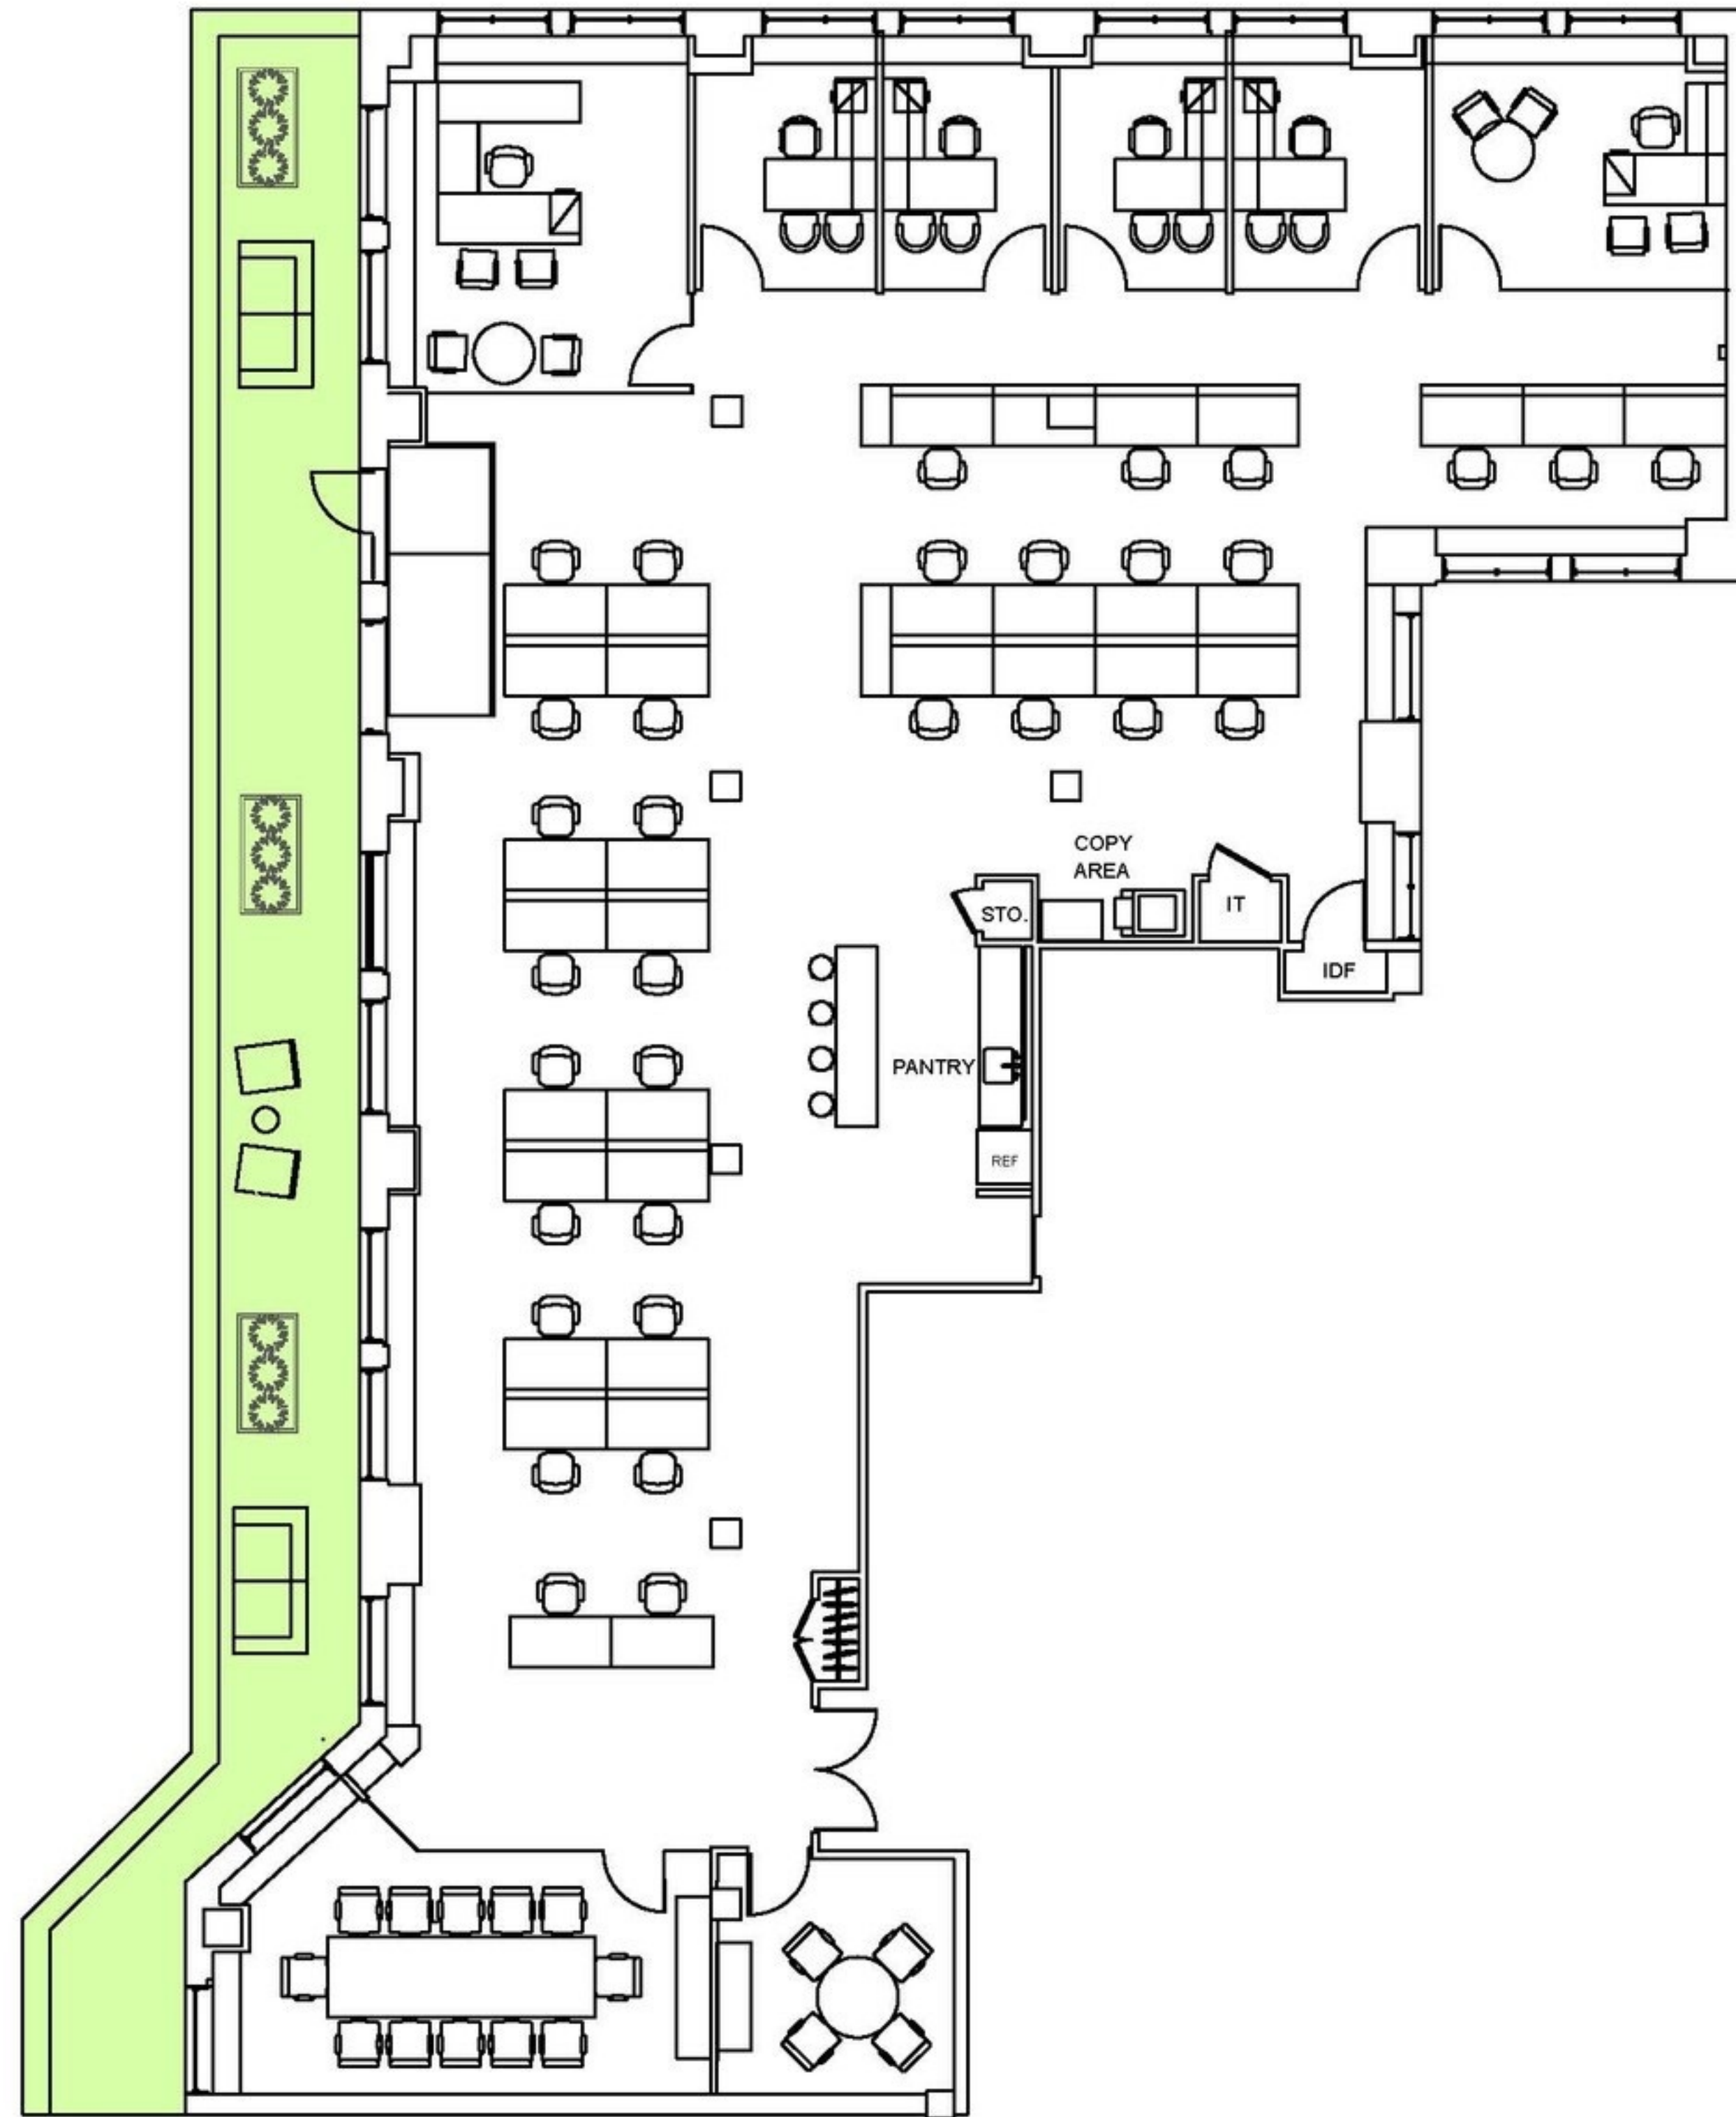 COPY
AREA
STO.
IT
IDF
PANTRY
REF